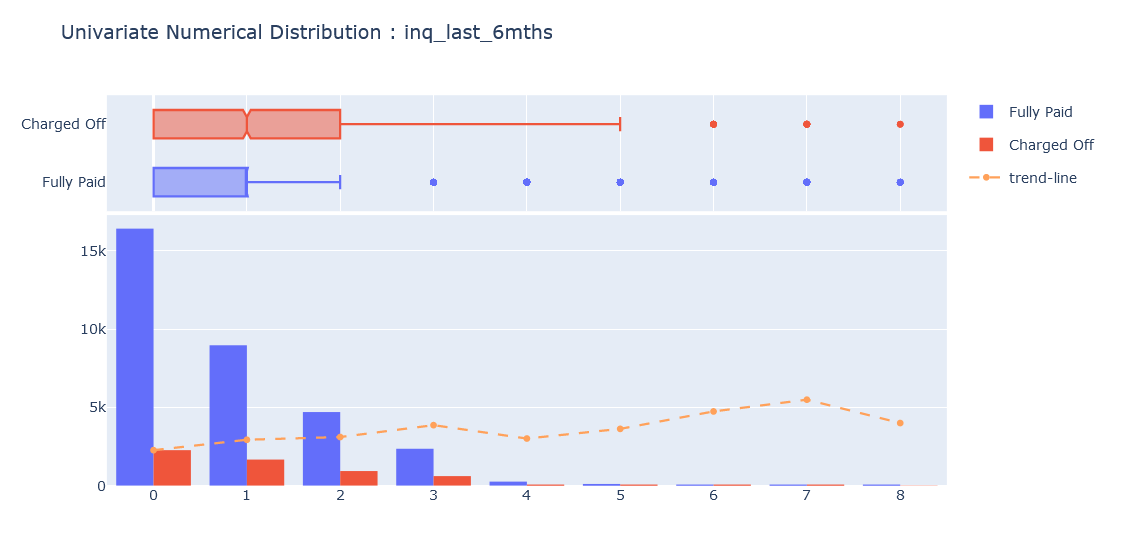 Univariate Numerical Distribution : inq_last_6mths
Charged Off
Fully Paid
Fully Paid
Charged Off
trend-line
15k
10k
5k
0
0 1 2 3 4 5 6 7 8